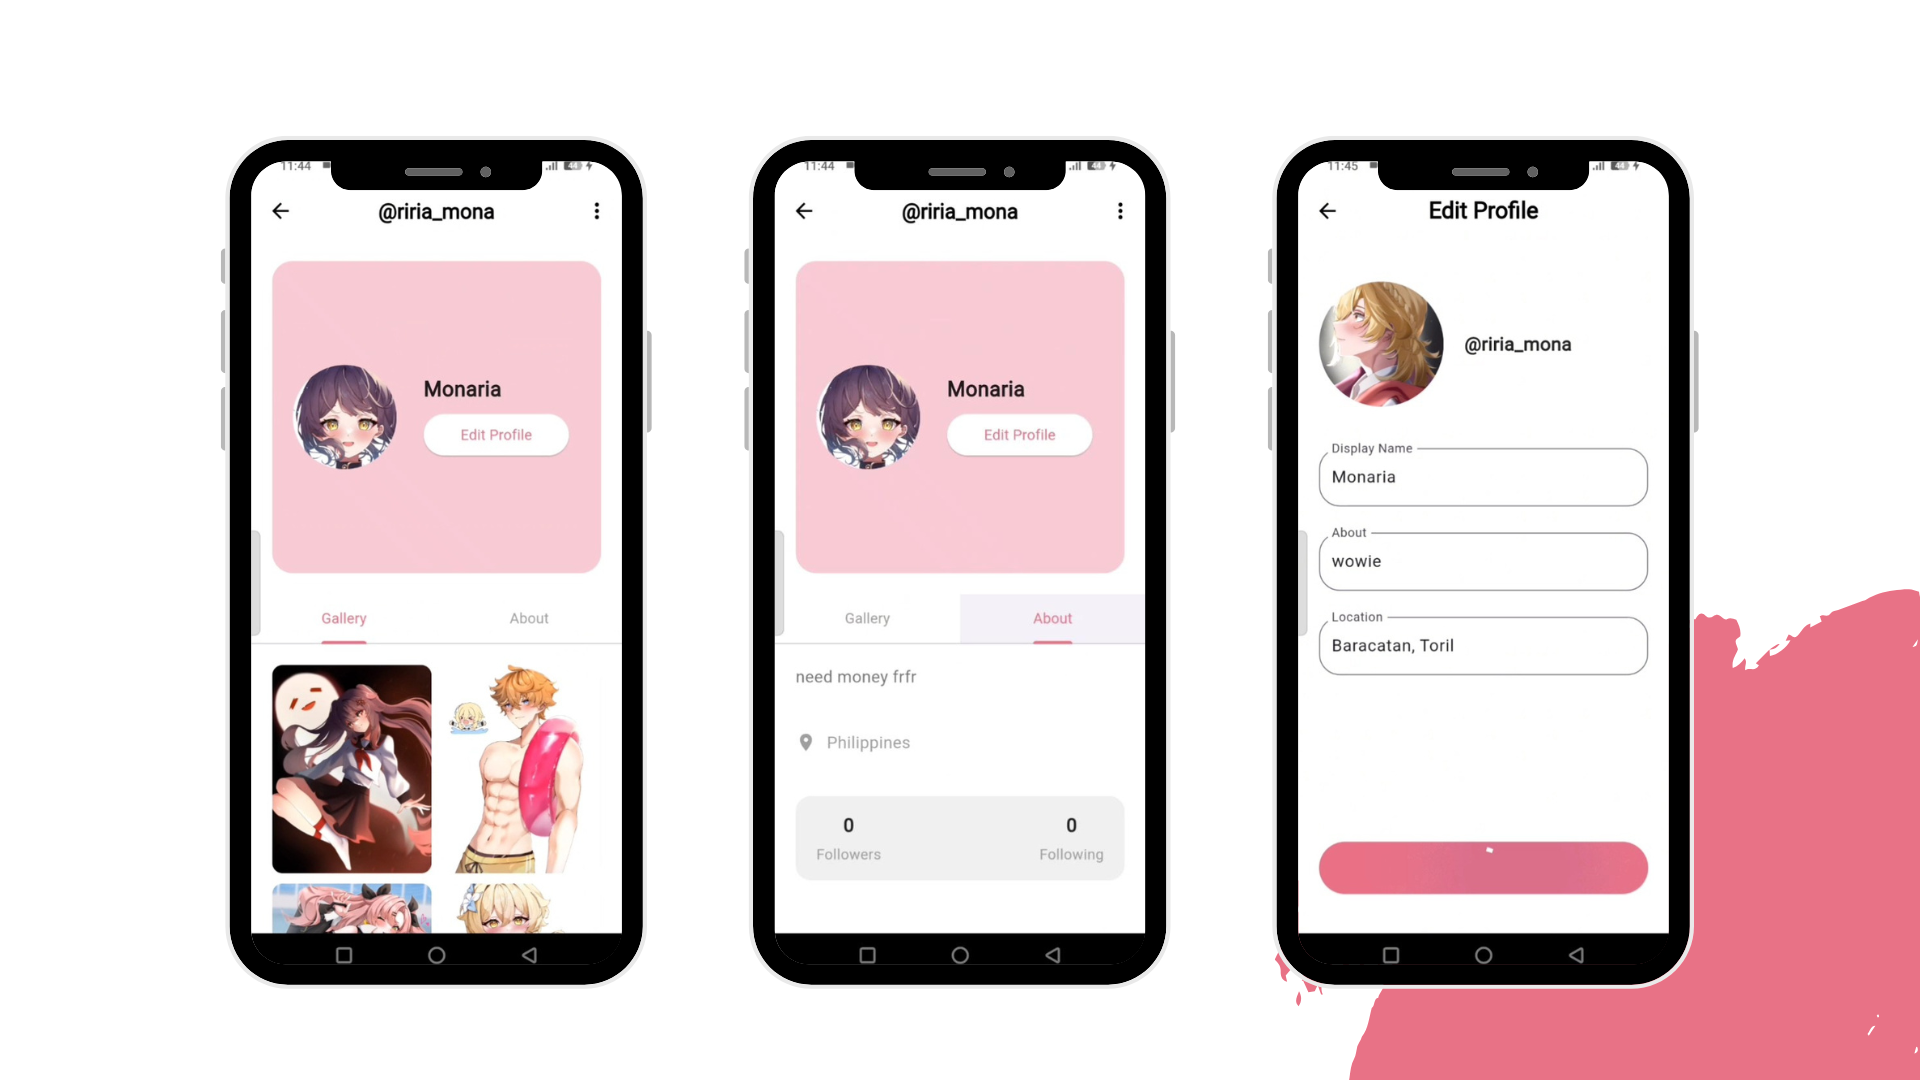 11:44
@riria_mona
Monaria
Edit Profile
Gallery
About
11:44
@riria_mona
Monaria
Edit Profile
Gallery
About
need money frfr
Philippines
0
0
Followers
Following
11:45
Edit Profile
@riria_mona
Display Name
Monaria
About
wowie
Location
Baracatan, Toril